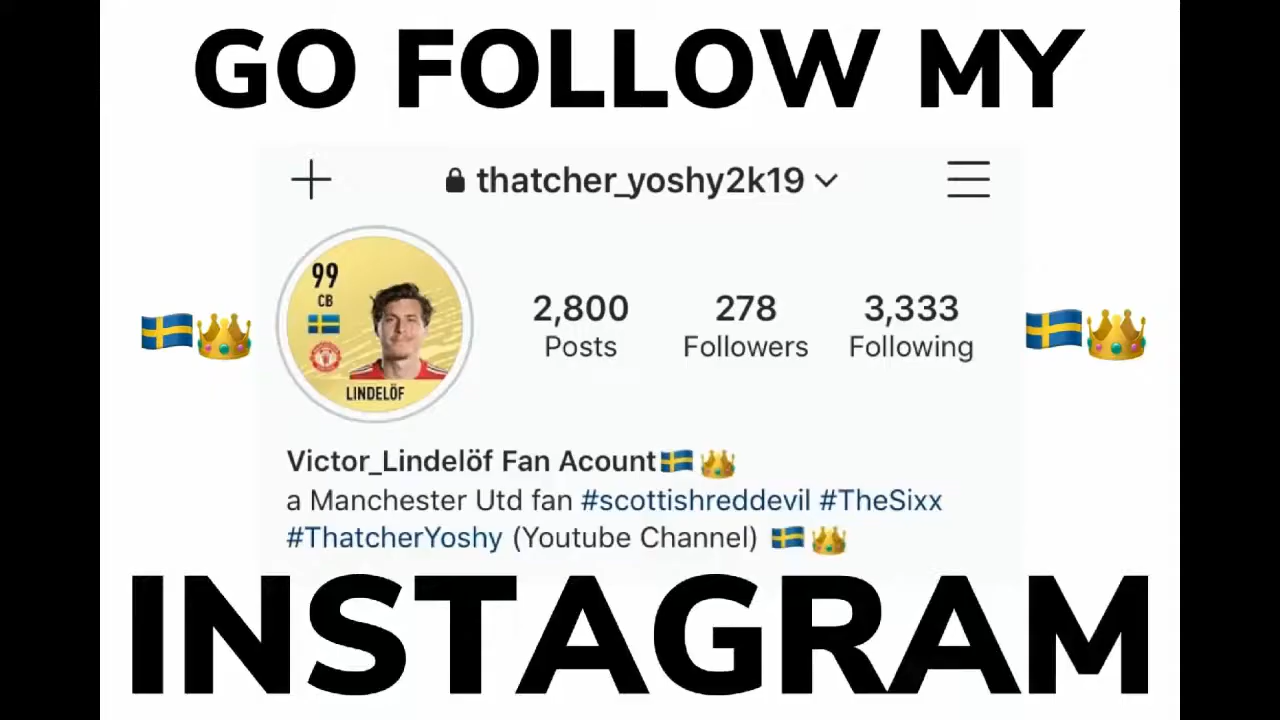 GO FOLLOW MY
thatcher_yoshy2k19
99
CB
LINDELÖF
2,800 278 3,333
Posts Followers Following
Victor_Lindelöf Fan Acount🇸🇪👑
a Manchester Utd fan #scottishreddevil #TheSixx
#ThatcherYoshy (Youtube Channel) 🇸🇪👑
INSTAGRAM